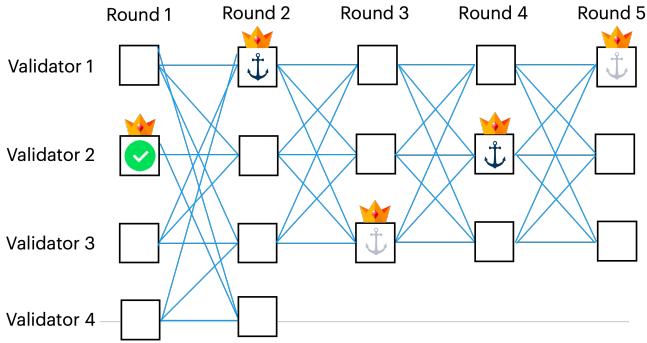 Round 1 Round 2 Round 3 Round 4 Round 5
Validator 1
Validator 2
Validator 3
Validator 4